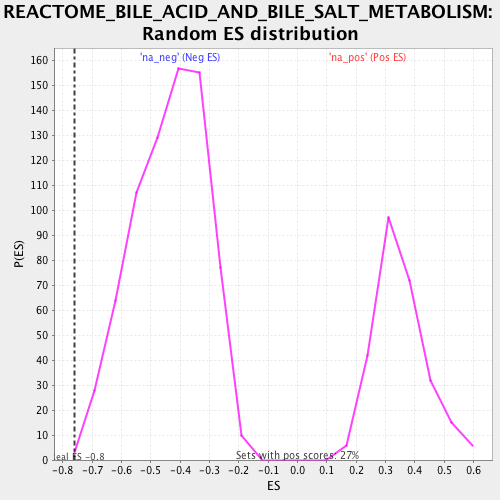 REACTOME_BILE_ACID_AND_BILE_SALT_METABOLISM:
Random ES distribution
'na_neg' (Neg ES) 'na_pos' (Pos ES)
160
150
140
130
120
110
100
90
80
70
60
50
40
30
20
10
0
P(ES)
eal ES -0.8 Sets with pos scores: 27%
-0.8 -0.7 -0.6 -0.5 -0.4 -0.3 -0.2 -0.1 0.0 0.1 0.2 0.3 0.4 0.5 0.6
ES